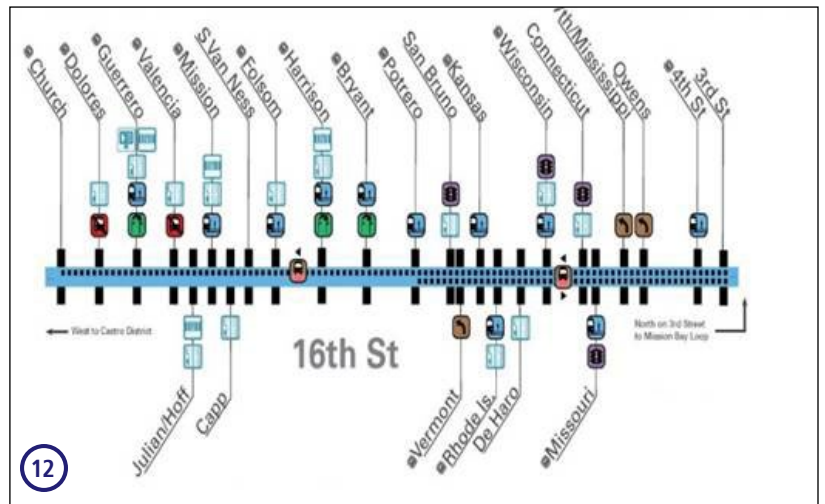 Church
Dolores
Guerrero
Valencia
Mission
S Van Ness
Folsom
Harrison
Bryant
Potrero
San Bruno
Kansas
Wisconsin
Connecticut
7th/Mississippi
Owens
4th St
3rd St
West to Castro District
16th St
North on 3rd Street
to Mission Bay Loop
Julian/Hoff
Capp
Vermont
Rhode Is.
De Haro
Missouri
12